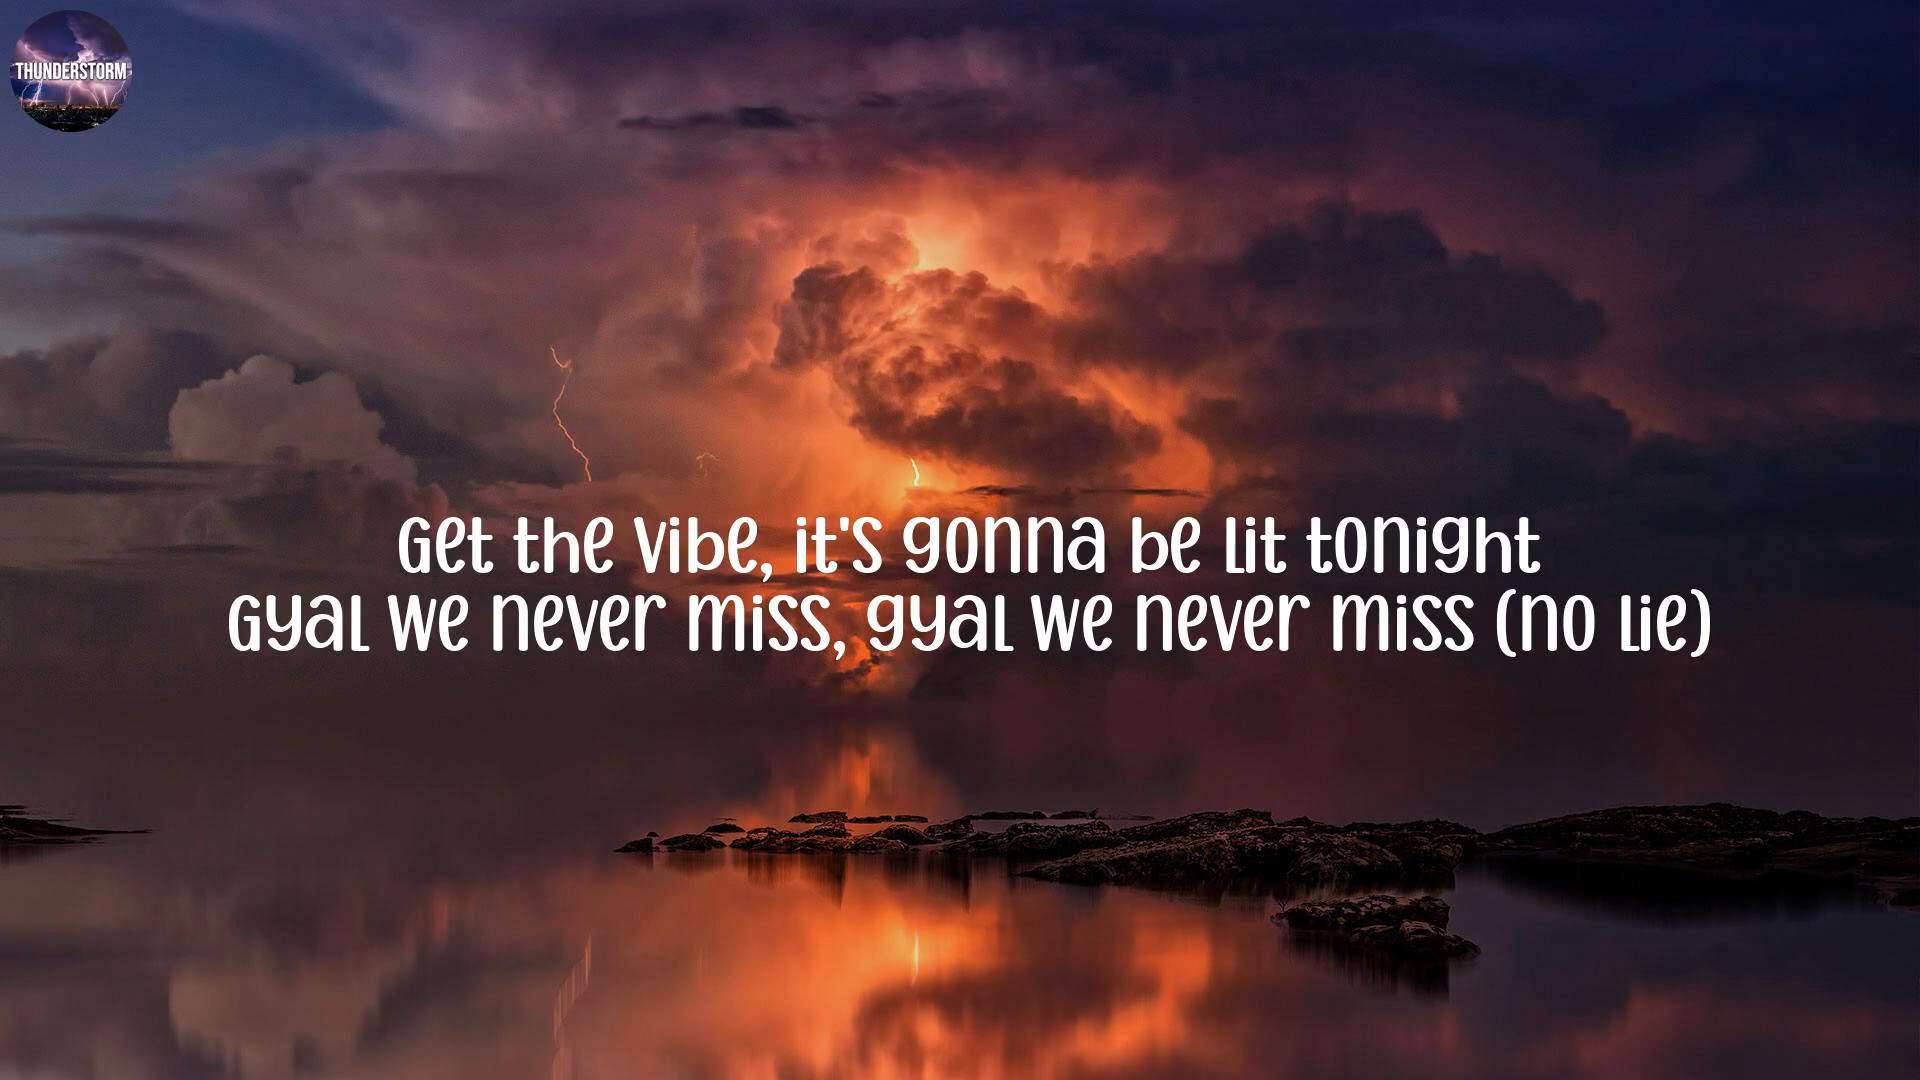 THUNDERSTORM
Get the vibe, it's gonna be lit tonight
Gyal we never miss, gyal we never miss (no lie)